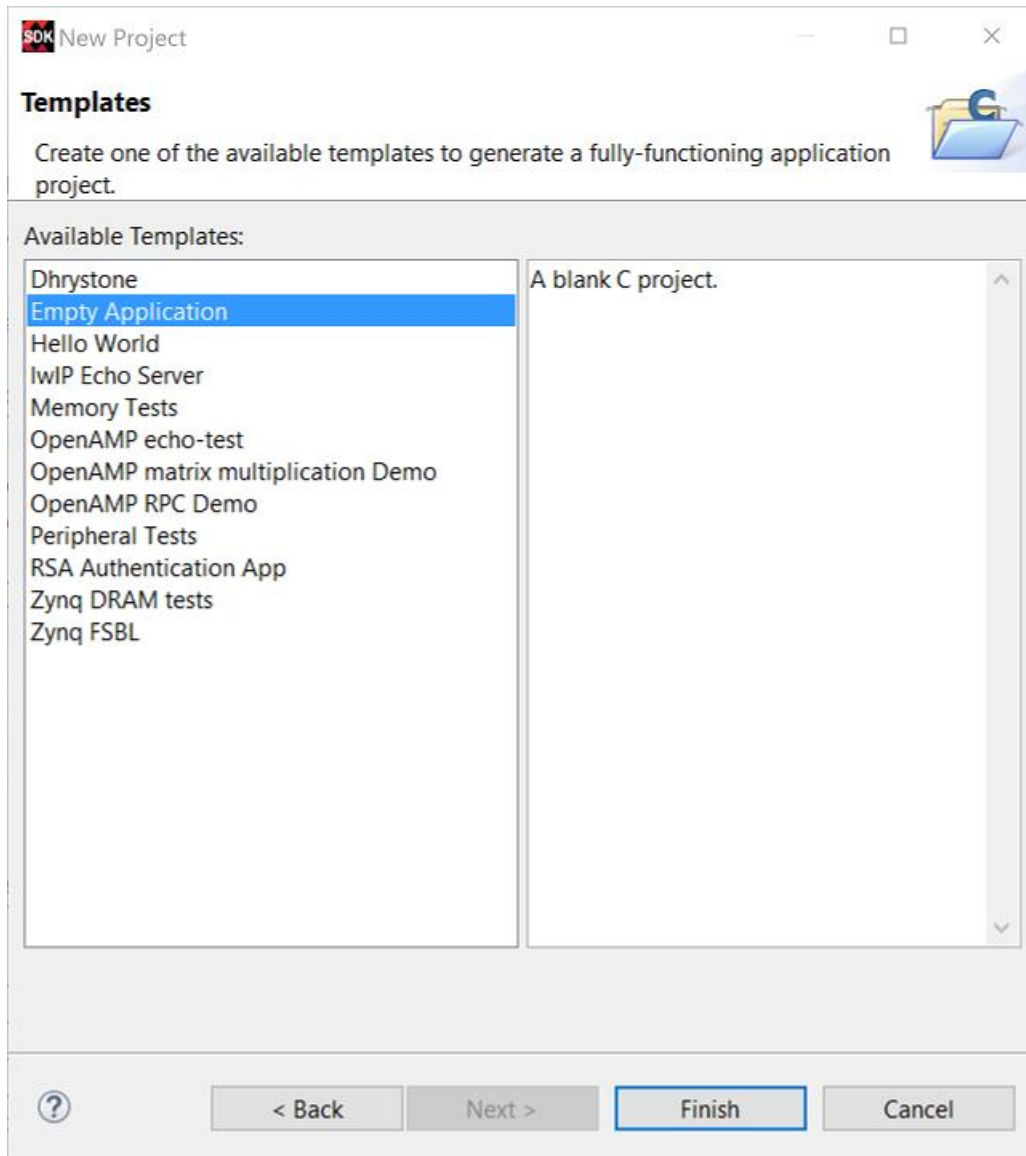 SDK New Project
Templates
Create one of the available templates to generate a fully-functioning application
project.
C
Available Templates:
Dhrystone
Empty Application
Hello World
lwIP Echo Server
Memory Tests
OpenAMP echo-test
OpenAMP matrix multiplication Demo
OpenAMP RPC Demo
Peripheral Tests
RSA Authentication App
Zynq DRAM tests
Zynq FSBL
A blank C project.
? < Back Next > Finish Cancel